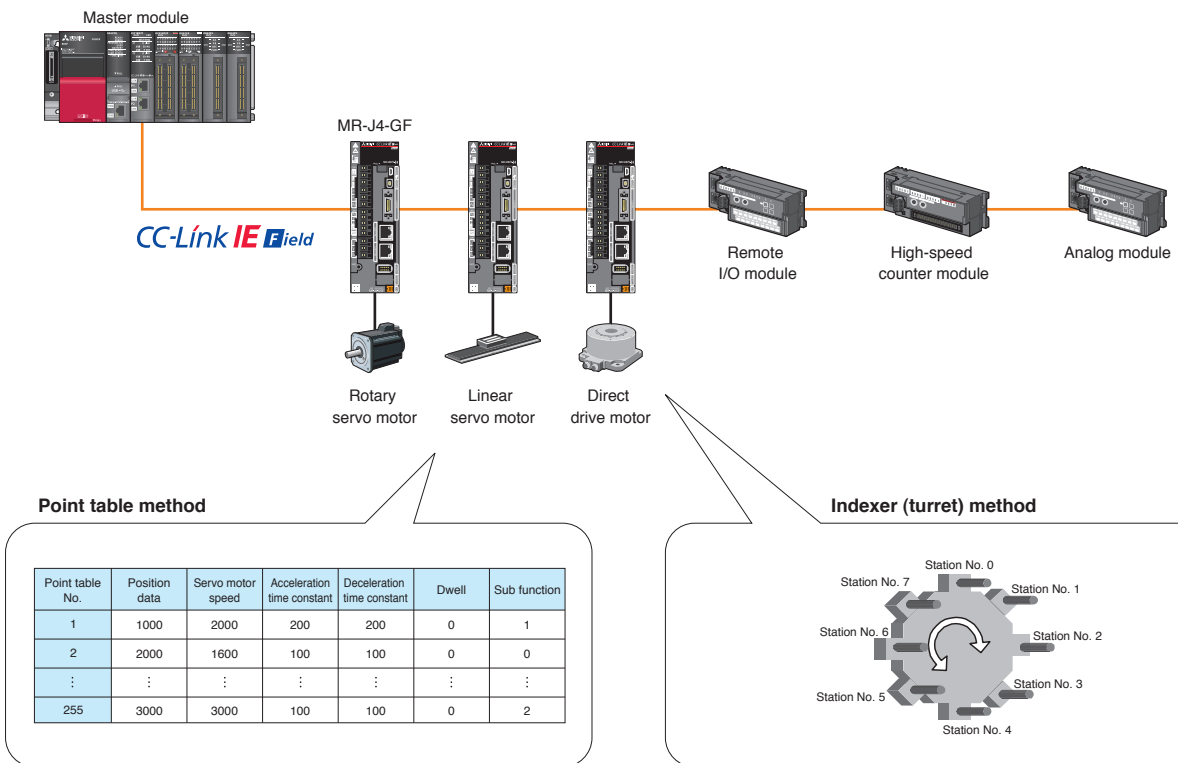 Master module
MR-J4-GF
CC-Link IE Field
Remote
I/O module
High-speed
counter module
Analog module
Rotary
servo motor
Linear
servo motor
Direct
drive motor
Point table method
Point table No. Position data Servo motor speed Acceleration time constant Deceleration time constant Dwell Sub function
1 1000 2000 200 200 0 1
2 2000 1600 100 100 0 0
⋮ ⋮ ⋮ ⋮ ⋮ ⋮ ⋮
255 3000 3000 100 100 0 2
Indexer (turret) method
Station No. 0
Station No. 7
Station No. 1
Station No. 6
Station No. 2
Station No. 5
Station No. 3
Station No. 4